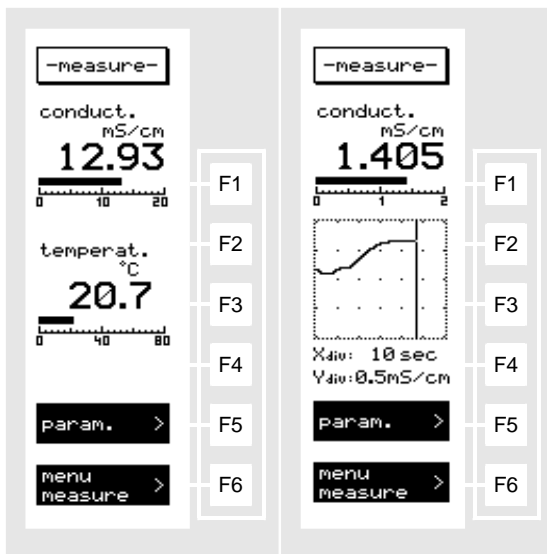 -measure-
conduct.
mS/cm
12.93
0 10 20
temperat.
°C
20.7
0 40 80
param. >
menu
measure >
F1
F2
F3
F4
F5
F6
-measure-
conduct.
mS/cm
1.405
0 1 2
Xdiv: 10 sec
Ydiv:0.5mS/cm
param. >
menu
measure >
F1
F2
F3
F4
F5
F6